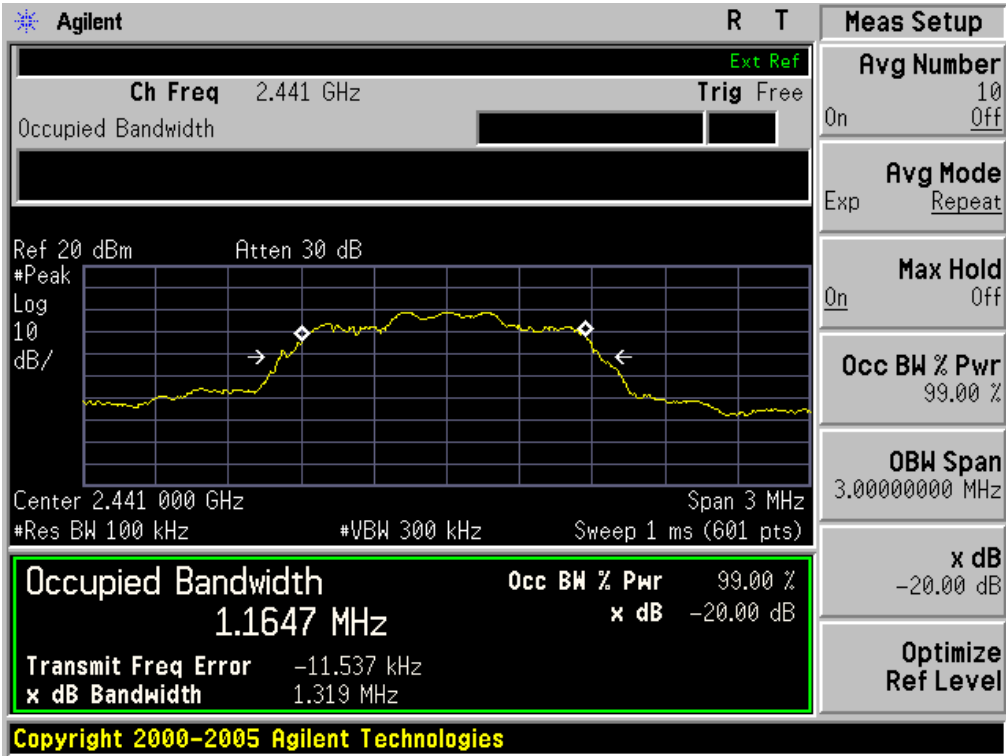 Agilent R T
Ext Ref
Ch Freq 2.441 GHz Trig Free
Occupied Bandwidth
Ref 20 dBm Atten 30 dB
#Peak
Log
10
dB/
Center 2.441 000 GHz Span 3 MHz
#Res BW 100 kHz #VBW 300 kHz Sweep 1 ms (601 pts)
Occupied Bandwidth Occ BW % Pwr 99.00 %
1.1647 MHz x dB -20.00 dB
Transmit Freq Error -11.537 kHz
x dB Bandwidth 1.319 MHz
Copyright 2000-2005 Agilent Technologies
Meas Setup
Avg Number
10
On Off
Avg Mode
Exp Repeat
Max Hold
On Off
Occ BW % Pwr
99.00 %
OBW Span
3.00000000 MHz
x dB
-20.00 dB
Optimize
Ref Level